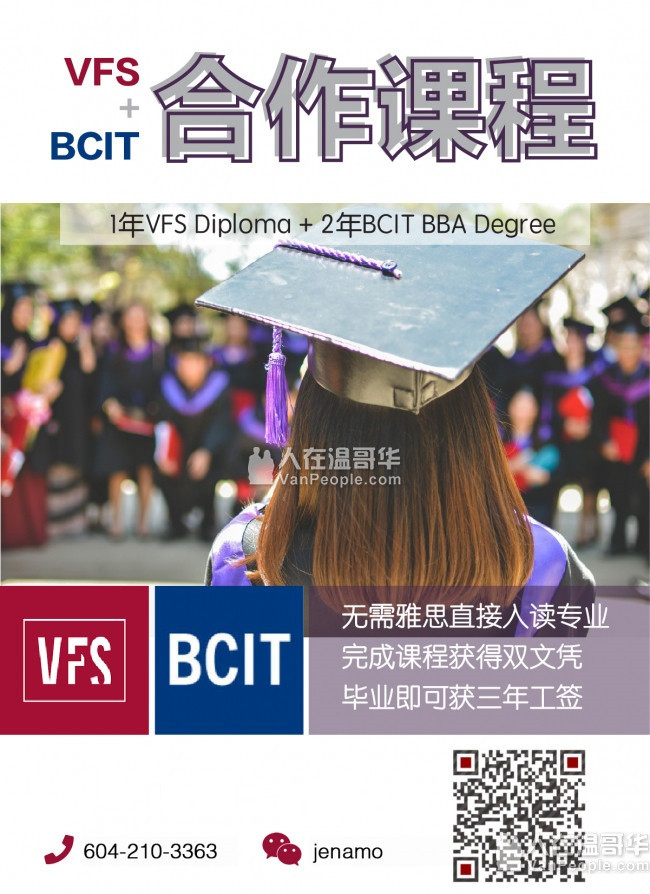 VFS
+
BCIT
合作课程
1年VFS Diploma + 2年BCIT BBA Degree
人在温哥华
VanPeople.com
VFS
BCIT
无需雅思直接入读专业
完成课程获得双文凭
毕业即可获三年工签
604-210-3363
jenamo
人在温哥华
VanPeople.com